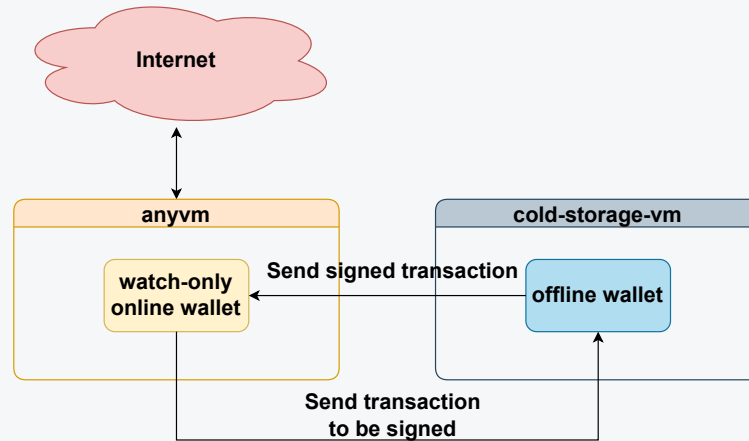 Internet
anyvm
cold-storage-vm
Send signed transaction
watch-only
online wallet
offline wallet
Send transaction
to be signed